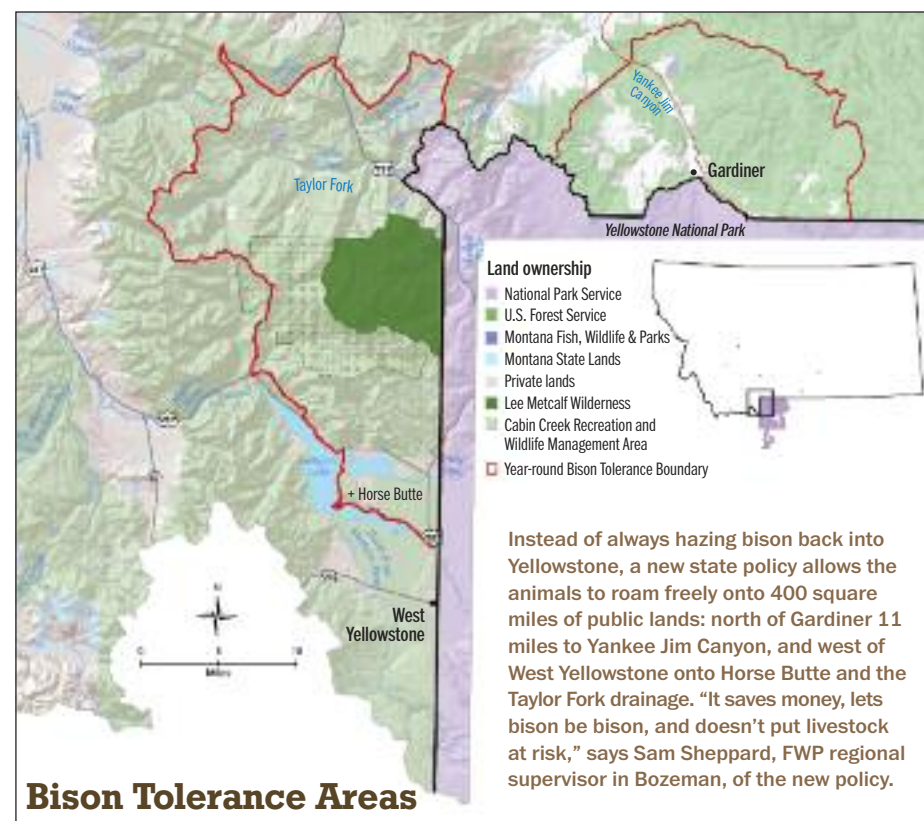 Yankee Jim
Canyon
Gardiner
Taylor Fork
Yellowstone National Park
Land ownership
National Park Service
U.S. Forest Service
Montana Fish, Wildlife & Parks
Montana State Lands
Private lands
Lee Metcalf Wilderness
Cabin Creek Recreation and
Wildlife Management Area
Year-round Bison Tolerance Boundary
+ Horse Butte
West
Yellowstone
N
Miles
Instead of always hazing bison back into
Yellowstone, a new state policy allows the
animals to roam freely onto 400 square
miles of public lands: north of Gardiner 11
miles to Yankee Jim Canyon, and west of
West Yellowstone onto Horse Butte and the
Taylor Fork drainage. “It saves money, lets
bison be bison, and doesn’t put livestock
at risk,” says Sam Sheppard, FWP regional
supervisor in Bozeman, of the new policy.
Bison Tolerance Areas